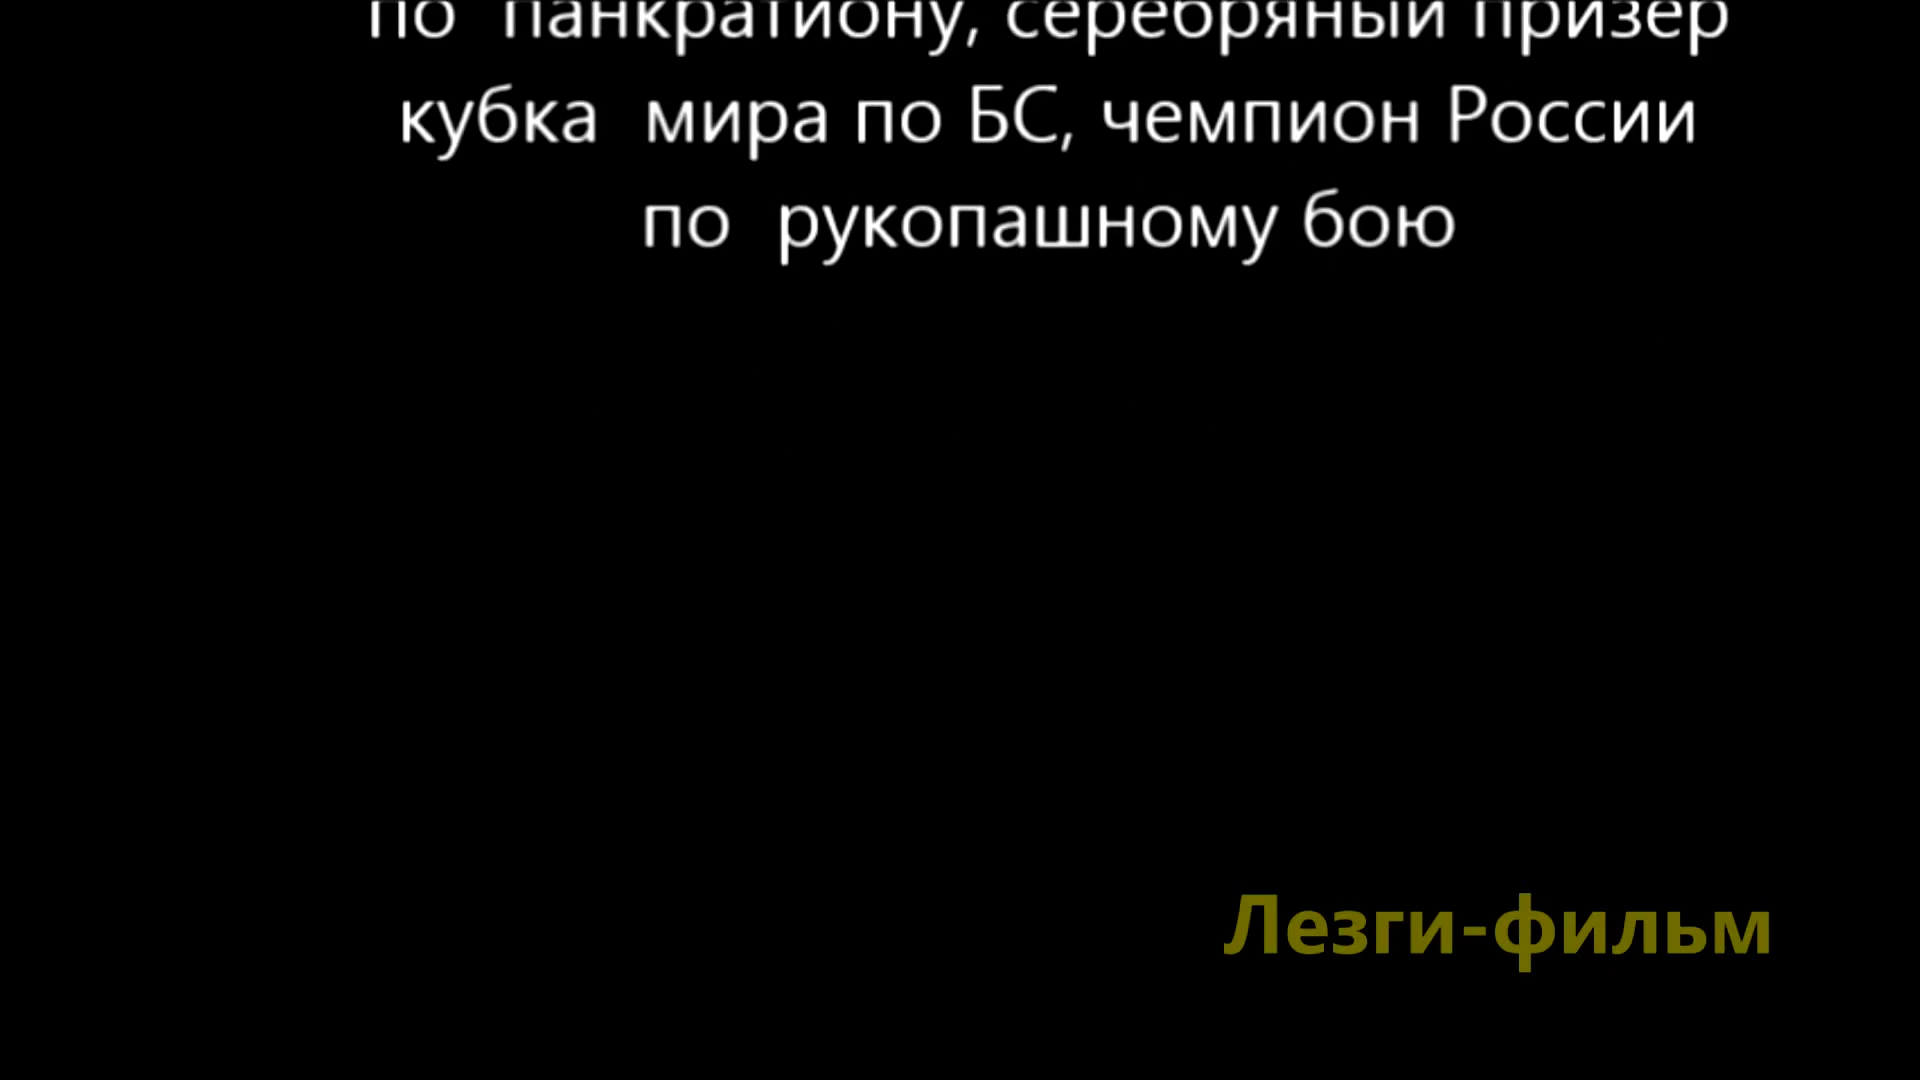 по панкратиону, серебряный призер
кубка мира по БС, чемпион России
по рукопашному бою
Лезги-фильм